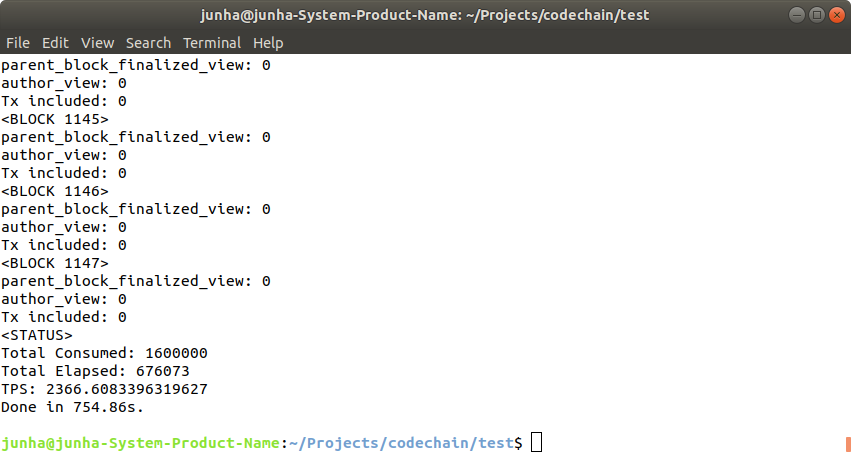 junha@junha-System-Product-Name: ~/Projects/codechain/test
File Edit View Search Terminal Help
parent_block_finalized_view: 0
author_view: 0
Tx included: 0
<BLOCK 1145>
parent_block_finalized_view: 0
author_view: 0
Tx included: 0
<BLOCK 1146>
parent_block_finalized_view: 0
author_view: 0
Tx included: 0
<BLOCK 1147>
parent_block_finalized_view: 0
author_view: 0
Tx included: 0
<STATUS>
Total Consumed: 1600000
Total Elapsed: 676073
TPS: 2366.6083396319627
Done in 754.86s.
junha@junha-System-Product-Name:~/Projects/codechain/test$